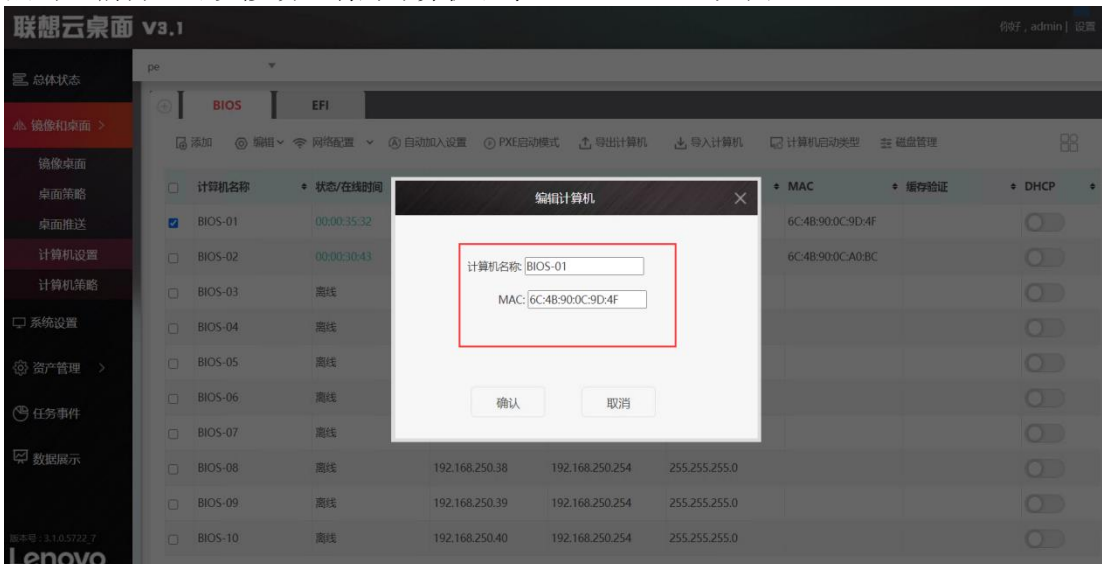 联想云桌面 V3.1
你好 , admin | 设置
总体状态
pe
BIOS EFI
镜像和桌面 >
添加 编辑 网络配置 自动加入设置 PXE启动模式 导出计算机 导入计算机 计算机启动类型 磁盘管理
镜像桌面
桌面策略
桌面推送
计算机设置
计算机策略
系统设置
资产管理 >
任务事件
数据展示
版本号 : 3.1.0.5722_7
Lenovo
计算机名称 状态/在线时间 MAC 缓存验证 DHCP
BIOS-01 00:00:35:32 6C:4B:90:0C:9D:4F
BIOS-02 00:00:30:43 6C:4B:90:0C:A0:BC
BIOS-03 离线
BIOS-04 离线
BIOS-05 离线
BIOS-06 离线
BIOS-07 离线
BIOS-08 离线 192.168.250.38 192.168.250.254 255.255.255.0
BIOS-09 离线 192.168.250.39 192.168.250.254 255.255.255.0
BIOS-10 离线 192.168.250.40 192.168.250.254 255.255.255.0
编辑计算机
计算机名称: BIOS-01
MAC: 6C:4B:90:0C:9D:4F
确认 取消